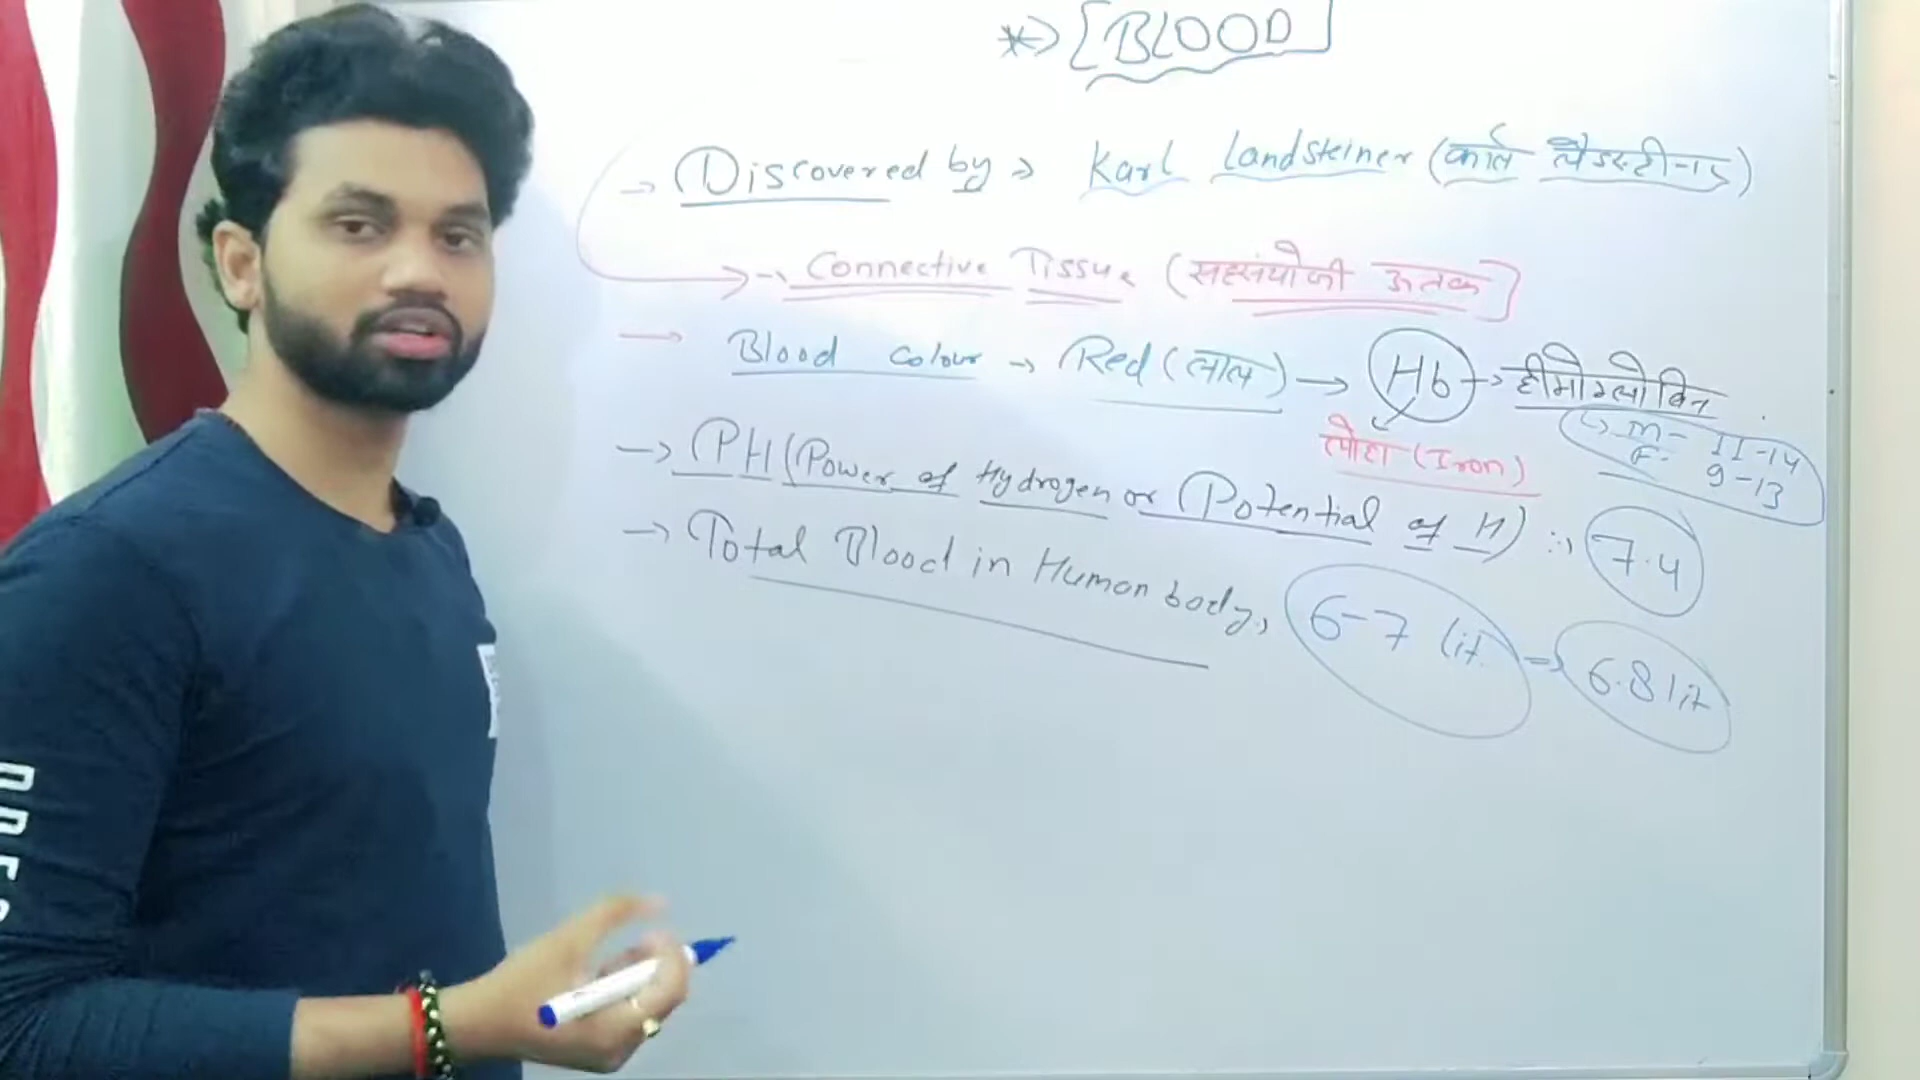 *⇒ [BLOOD]
→ Discovered by ⇒ Karl Landsteiner (कार्ल लैंडस्टीनर)
→ Connective Tissue (सहसंयोजी ऊतक)
→ Blood colour → Red (लाल) → Hb → हीमोग्लोबिन
लोहा (Iron)
↳ m- 11-14
F- 9-13
→ PH (Power of Hydrogen or (Potential of H) ⇒ 7.4
→ Total Blood in Human body, 6-7 lit. ⇒ 6.8 lit